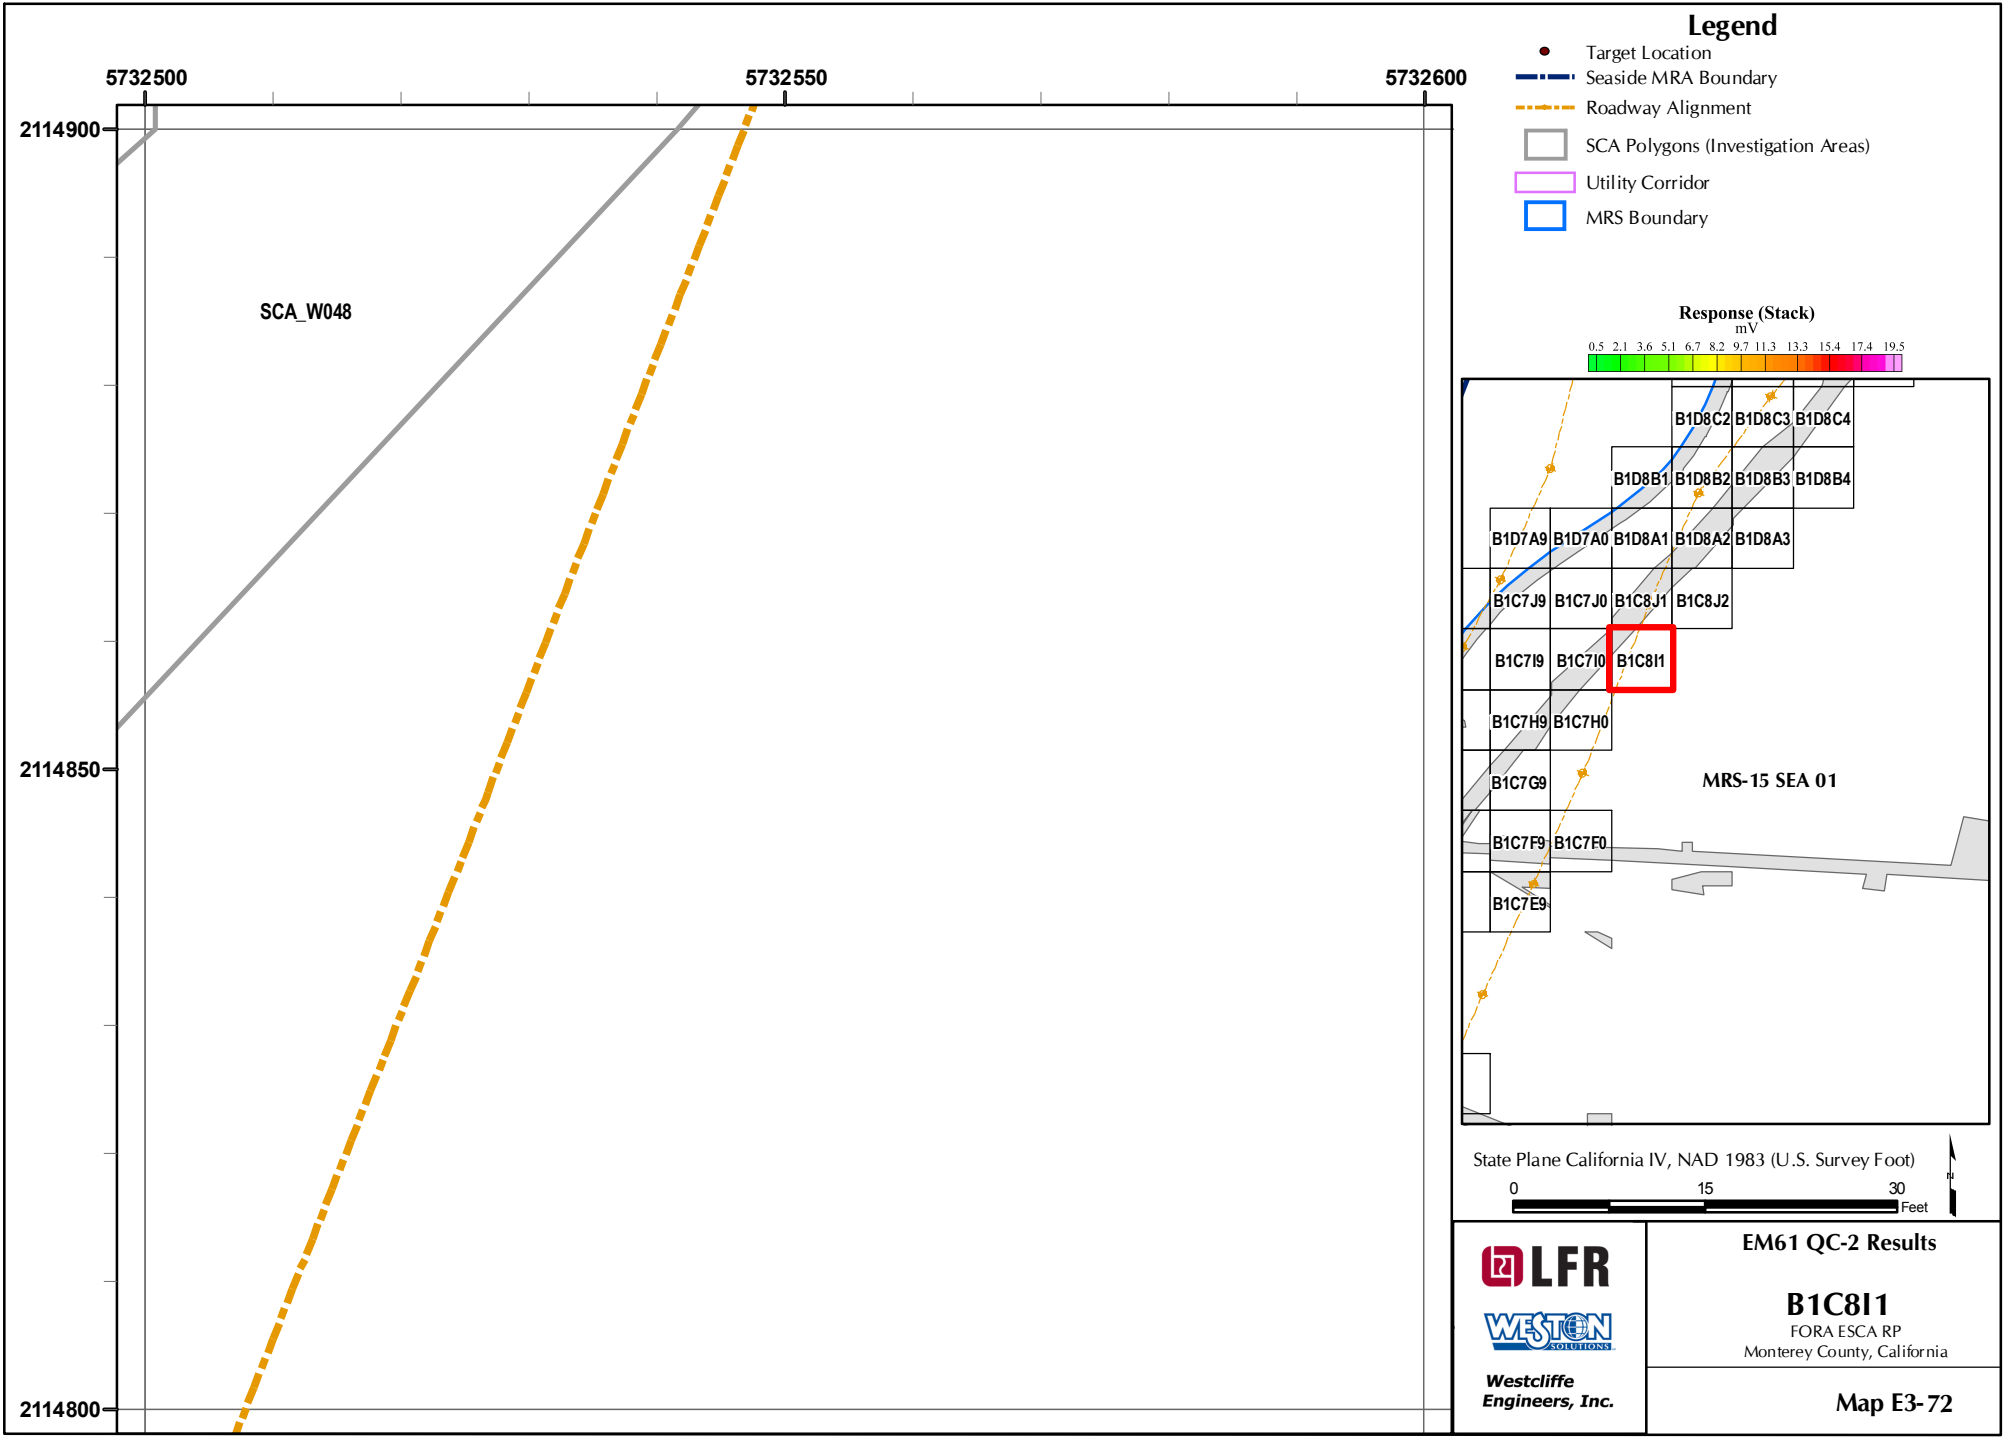 5732500
5732550
5732600
2114900
2114850
2114800
SCA_W048
Legend
Target Location
Seaside MRA Boundary
Roadway Alignment
SCA Polygons (Investigation Areas)
Utility Corridor
MRS Boundary
Response (Stack)
mV
0.5 2.1 3.6 5.1 6.7 8.2 9.7 11.3 13.3 15.4 17.4 19.5
B1D8C2 B1D8C3 B1D8C4
B1D8B1 B1D8B2 B1D8B3 B1D8B4
B1D7A9 B1D7A0 B1D8A1 B1D8A2 B1D8A3
B1C7J9 B1C7J0 B1C8J1 B1C8J2
B1C7I9 B1C7I0 B1C8I1
B1C7H9 B1C7H0
B1C7G9
MRS-15 SEA 01
B1C7F9 B1C7F0
B1C7E9
State Plane California IV, NAD 1983 (U.S. Survey Foot)
0 15 30
Feet
N
LFR
WESTON
SOLUTIONS
Westcliffe
Engineers, Inc.
EM61 QC-2 Results
B1C8I1
FORA ESCA RP
Monterey County, California
Map E3-72